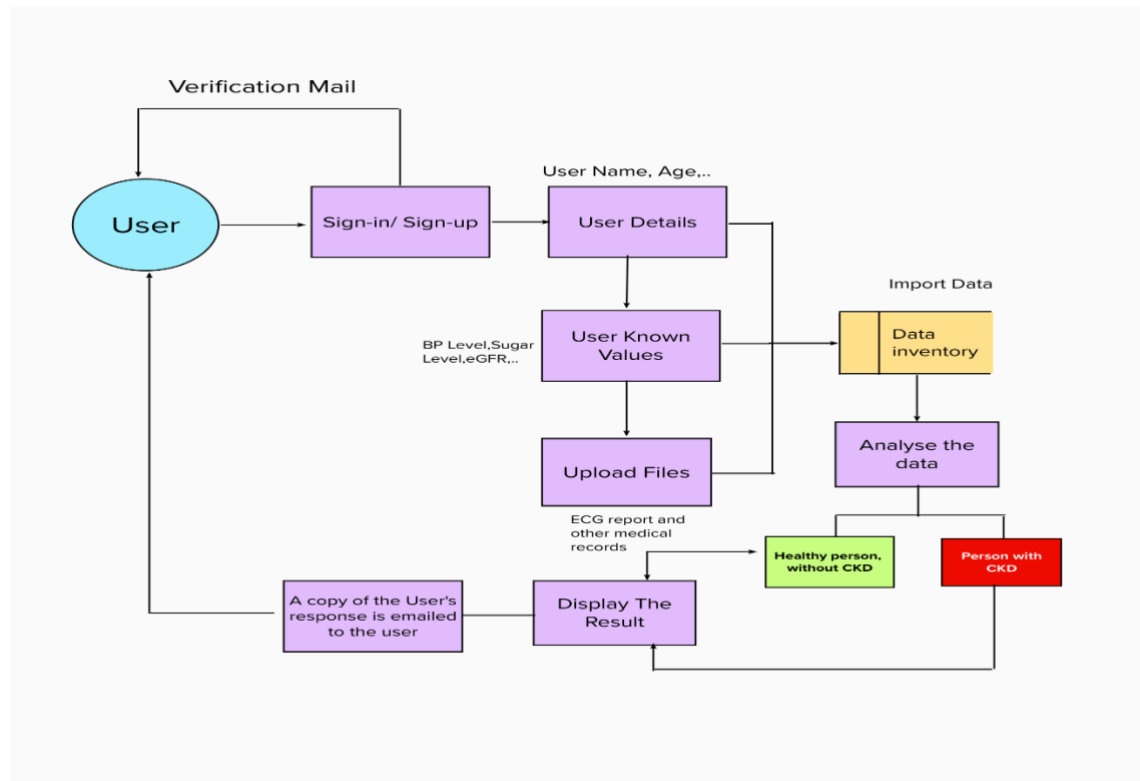 Verification Mail
User
Sign-in/ Sign-up
User Name, Age,..
User Details
BP Level,Sugar
Level,eGFR,..
User Known
Values
Import Data
Data
inventory
Upload Files
ECG report and
other medical
records
Analyse the
data
Healthy person,
without CKD
Person with
CKD
Display The
Result
A copy of the User's
response is emailed
to the user